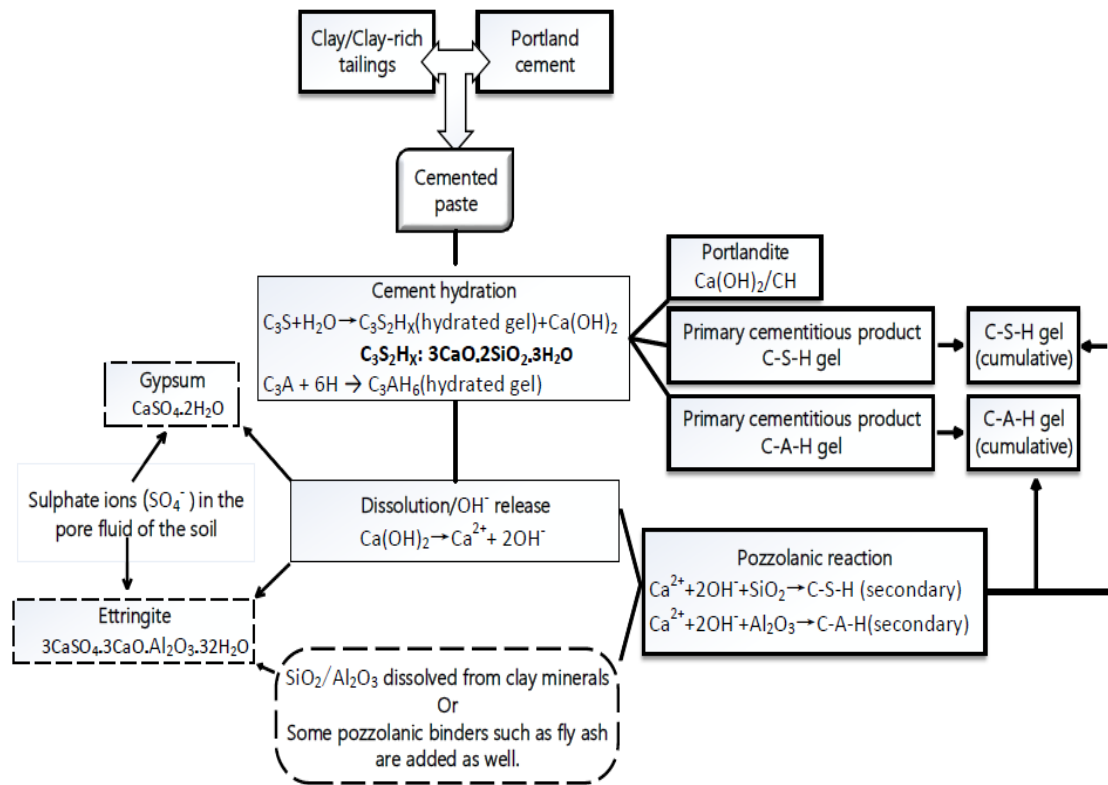 Clay/Clay-rich
tailings
Portland
cement
Cemented
paste
Cement hydration
C₃S+H₂O→C₃S₂Hₓ(hydrated gel)+Ca(OH)₂
C₃S₂Hₓ: 3CaO.2SiO₂.3H₂O
C₃A + 6H → C₃AH₆(hydrated gel)
Portlandite
Ca(OH)₂/CH
Primary cementitious product
C-S-H gel
C-S-H gel
(cumulative)
Primary cementitious product
C-A-H gel
C-A-H gel
(cumulative)
Gypsum
CaSO₄.2H₂O
Sulphate ions (SO₄⁻) in the
pore fluid of the soil
Dissolution/OH⁻ release
Ca(OH)₂→Ca²⁺+ 2OH⁻
Pozzolanic reaction
Ca²⁺+2OH⁻+SiO₂→C-S-H (secondary)
Ca²⁺+2OH⁻+Al₂O₃→C-A-H(secondary)
Ettringite
3CaSO₄.3CaO.Al₂O₃.32H₂O
SiO₂/Al₂O₃ dissolved from clay minerals
Or
Some pozzolanic binders such as fly ash
are added as well.